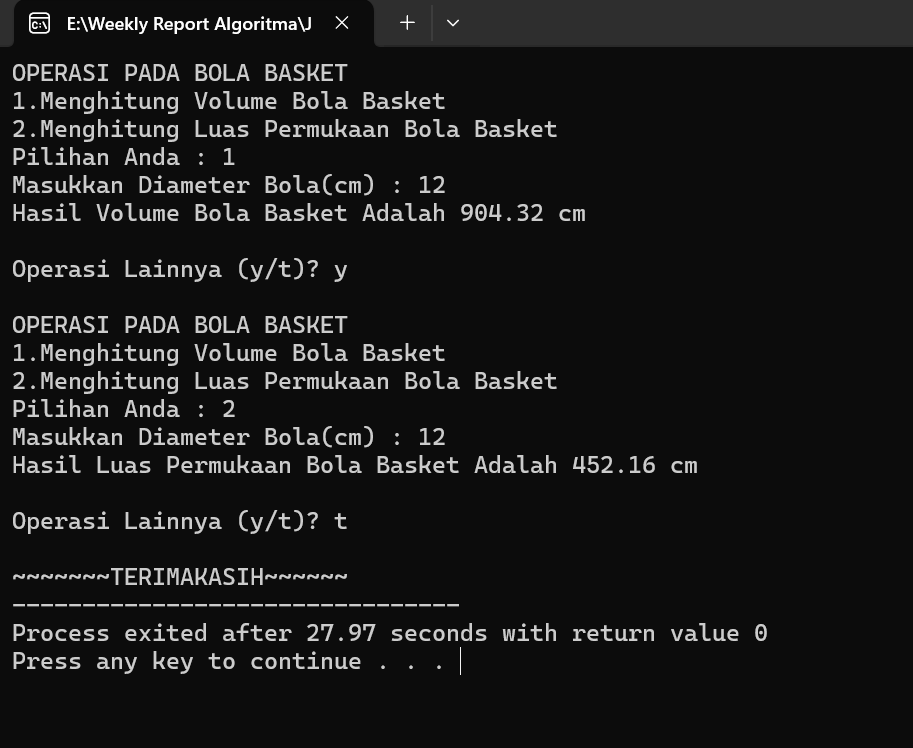 E:\Weekly Report Algoritma\J
OPERASI PADA BOLA BASKET
1.Menghitung Volume Bola Basket
2.Menghitung Luas Permukaan Bola Basket
Pilihan Anda : 1
Masukkan Diameter Bola(cm) : 12
Hasil Volume Bola Basket Adalah 904.32 cm
Operasi Lainnya (y/t)? y
OPERASI PADA BOLA BASKET
1.Menghitung Volume Bola Basket
2.Menghitung Luas Permukaan Bola Basket
Pilihan Anda : 2
Masukkan Diameter Bola(cm) : 12
Hasil Luas Permukaan Bola Basket Adalah 452.16 cm
Operasi Lainnya (y/t)? t
~~~~~~~TERIMAKASIH~~~~~~
--------------------------------
Process exited after 27.97 seconds with return value 0
Press any key to continue . . .